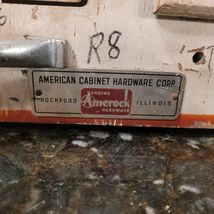 R8
AMERICAN CABINET HARDWARE CORP.
GENUINE
ROCKFORD Amerock ILLINOIS
HARDWARE